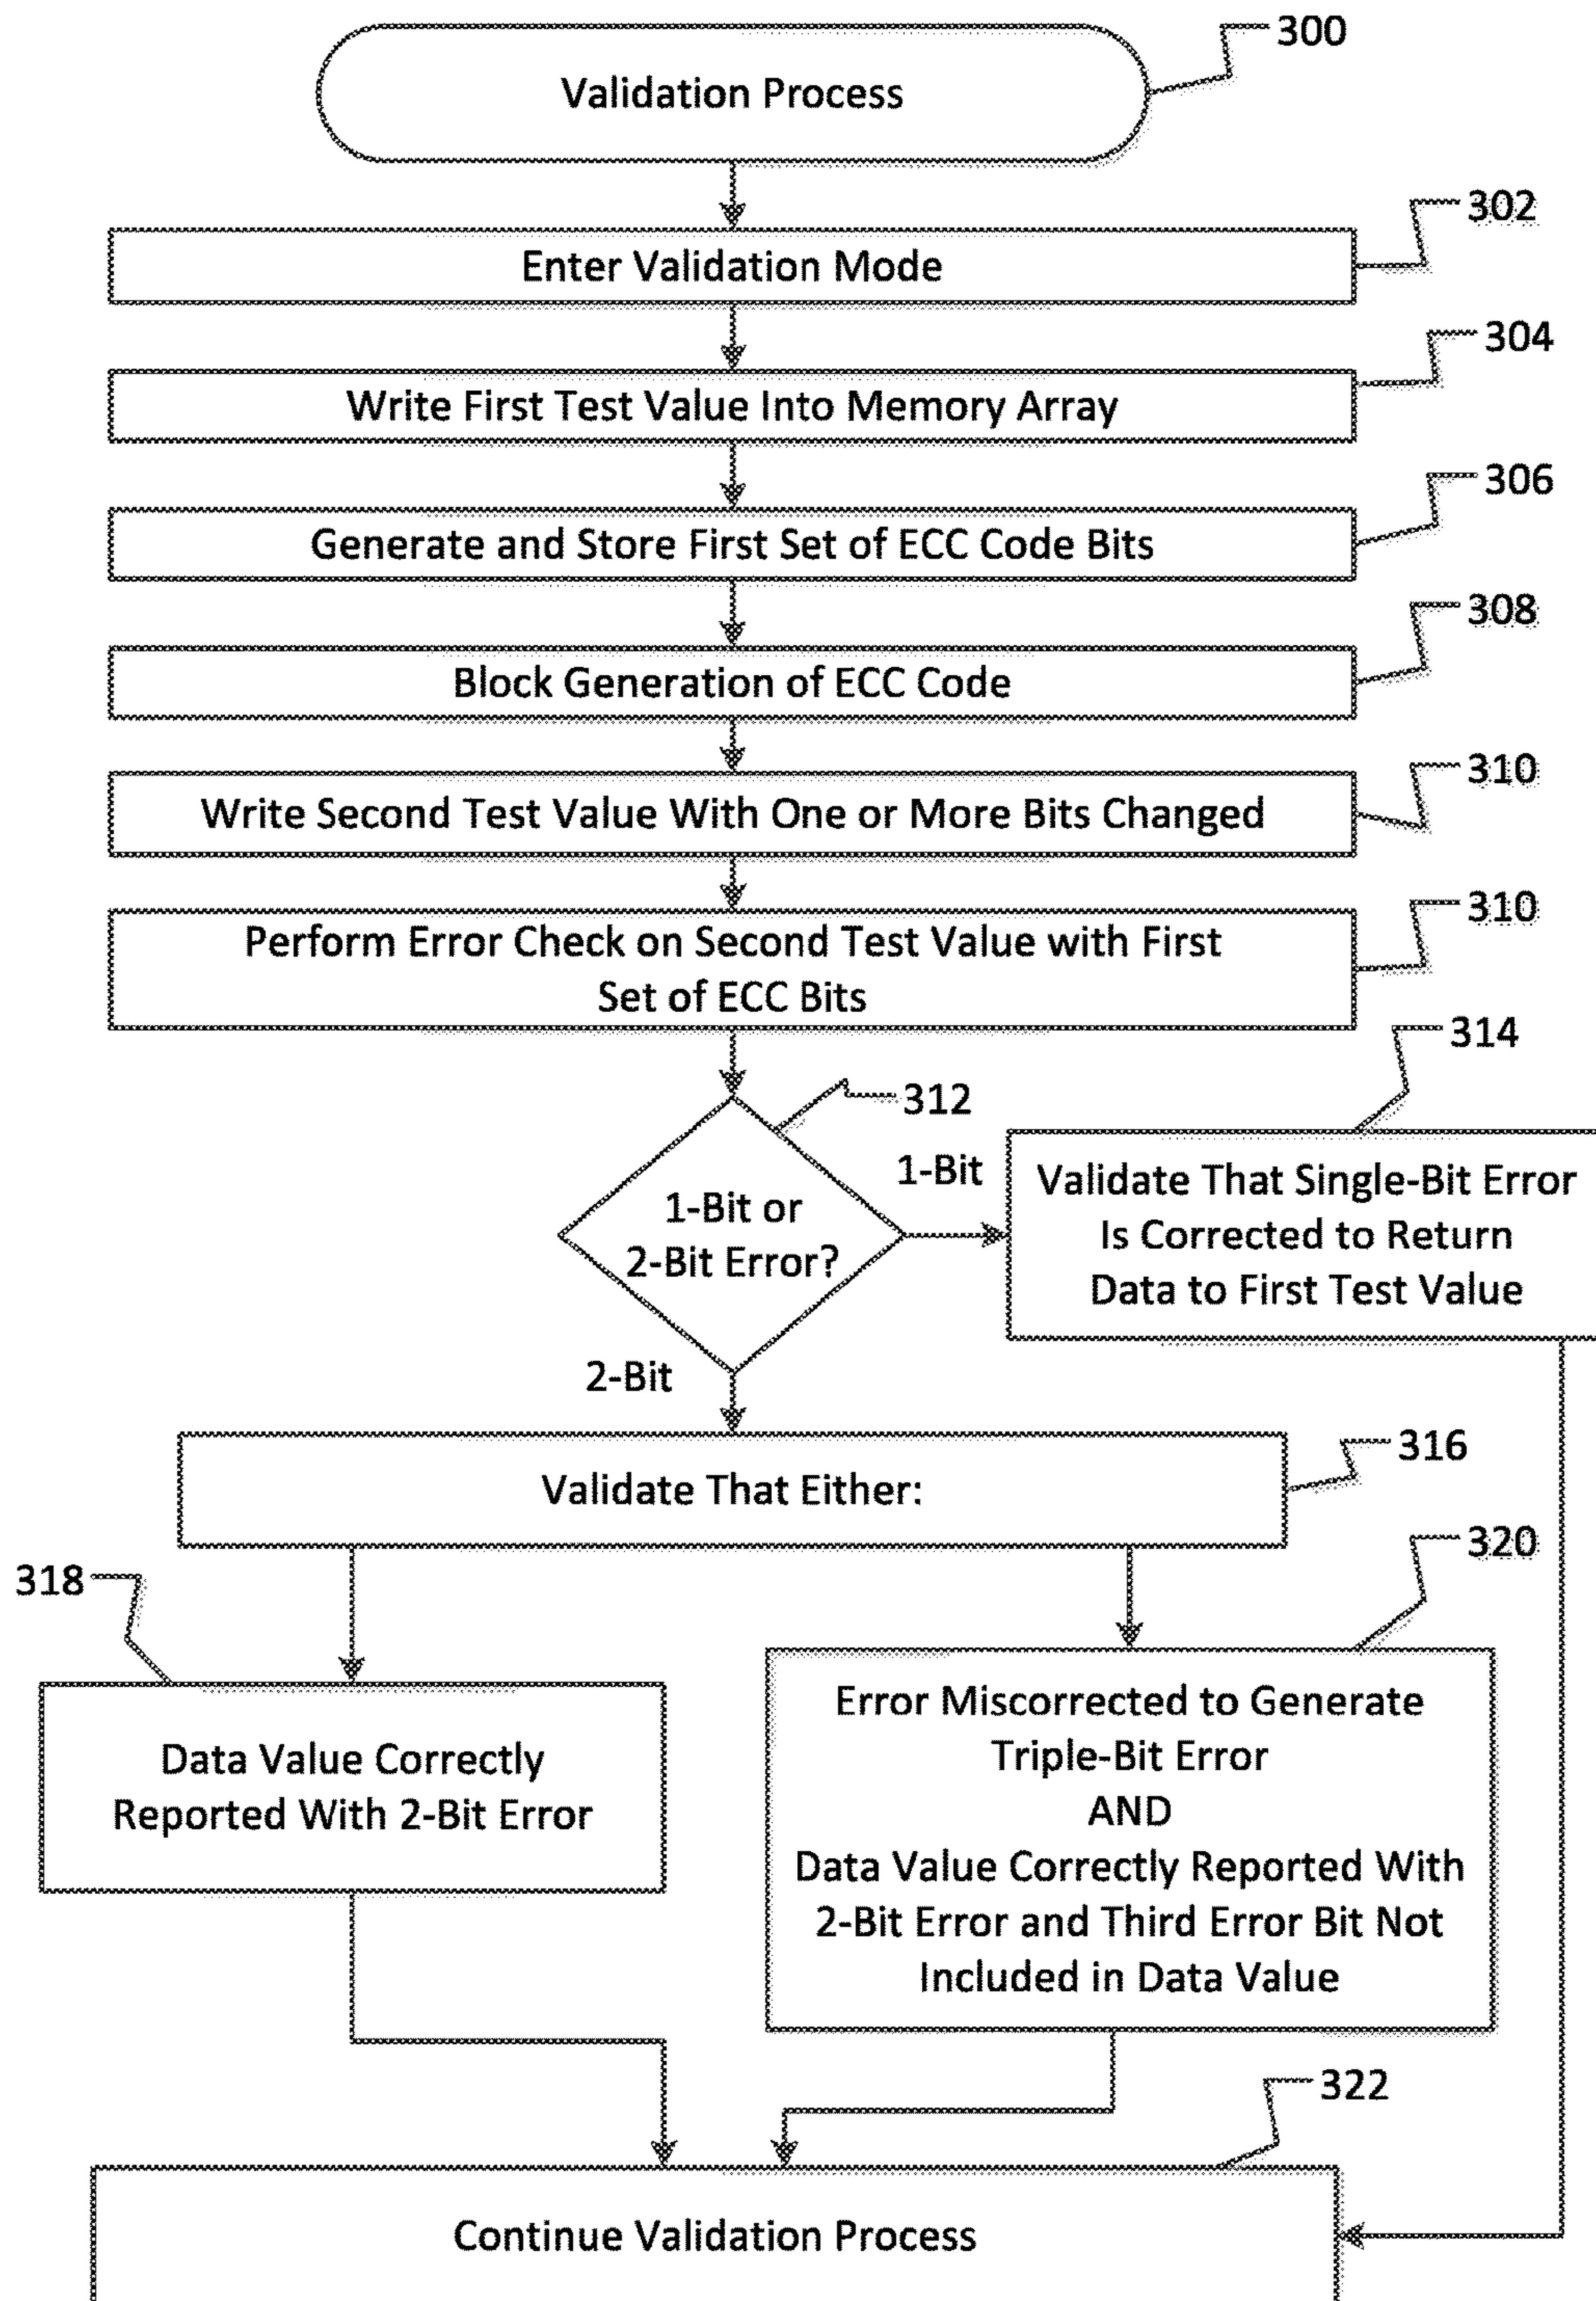 300
Validation Process
302
Enter Validation Mode
304
Write First Test Value Into Memory Array
306
Generate and Store First Set of ECC Code Bits
308
Block Generation of ECC Code
310
Write Second Test Value With One or More Bits Changed
310
Perform Error Check on Second Test Value with First
Set of ECC Bits
312
314
1-Bit or
2-Bit Error?
1-Bit
Validate That Single-Bit Error
Is Corrected to Return
Data to First Test Value
2-Bit
316
Validate That Either:
318
320
Data Value Correctly
Reported With 2-Bit Error
Error Miscorrected to Generate
Triple-Bit Error
AND
Data Value Correctly Reported With
2-Bit Error and Third Error Bit Not
Included in Data Value
322
Continue Validation Process